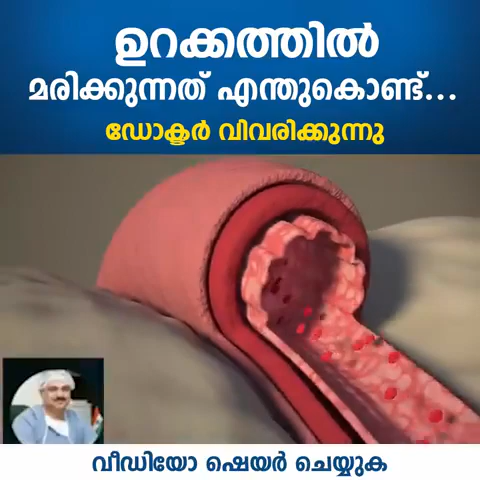 ഉറക്കത്തിൽ
മരിക്കുന്നത് എന്തുകൊണ്ട്...
ഡോക്ടർ വിവരിക്കുന്നു
വീഡിയോ ഷെയർ ചെയ്യുക